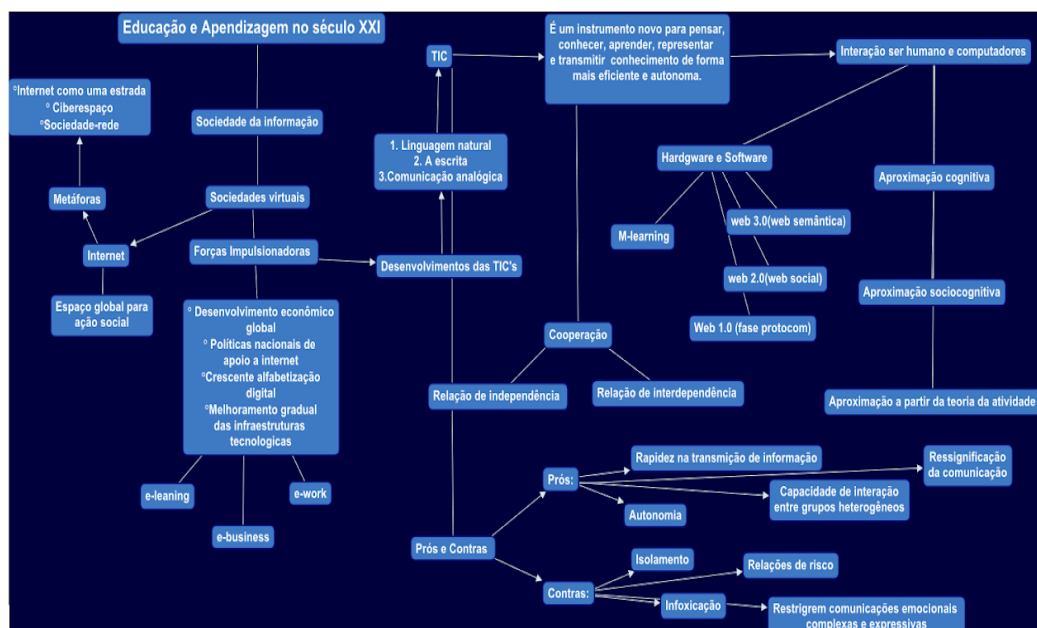 Educação e Apendizagem no século XXI
Sociedade da informação
Sociedades virtuais
°Internet como uma estrada
° Ciberespaço
°Sociedade-rede
Metáforas
Internet
Espaço global para
ação social
Forças Impulsionadoras
° Desenvolvimento econômico
global
° Políticas nacionais de
apoio a internet
°Crescente alfabetização
digital
°Melhoramento gradual
das infraestruturas
tecnologicas
e-leaning
e-business
e-work
TIC
1. Linguagem natural
2. A escrita
3.Comunicação analógica
Desenvolvimentos das TIC's
É um instrumento novo para pensar,
conhecer, aprender, representar
e transmitir conhecimento de forma
mais eficiente e autonoma.
Interação ser humano e computadores
Hardgware e Software
M-learning
web 3.0(web semântica)
web 2.0(web social)
Web 1.0 (fase protocom)
Aproximação cognitiva
Aproximação sociocognitiva
Aproximação a partir da teoria da atividade
Cooperação
Relação de independência
Relação de interdependência
Prós e Contras
Prós:
Rapidez na transmição de informação
Ressignificação
da comunicação
Capacidade de interação
entre grupos heterogêneos
Autonomia
Contras:
Isolamento
Relações de risco
Infoxicação
Restrigrem comunicações emocionais
complexas e expressivas